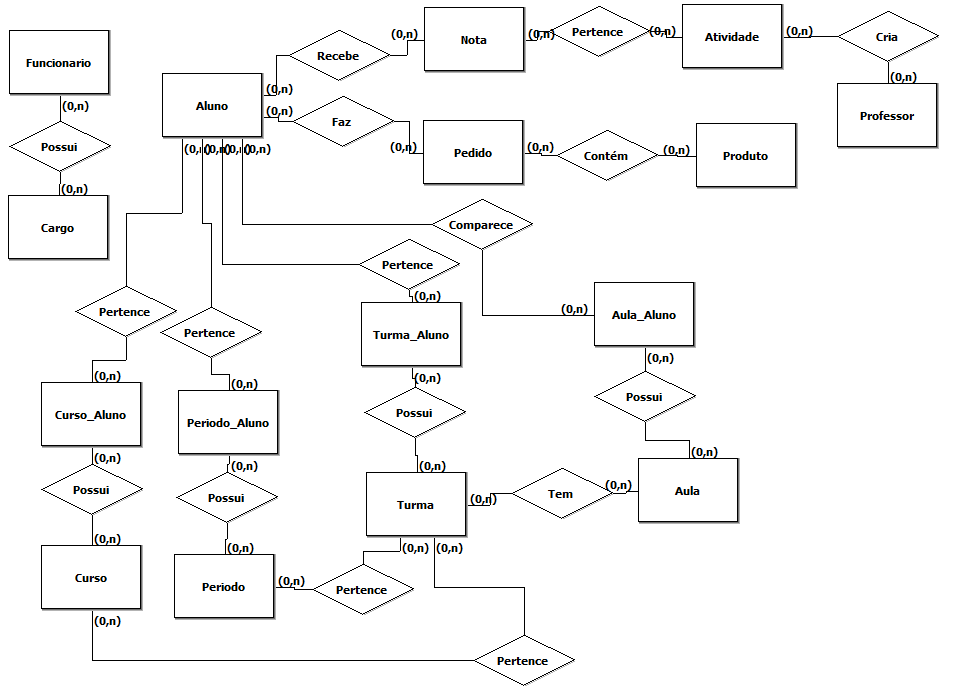 Funcionario
(0,n)
Possui
(0,n)
Cargo
Aluno
(0,n)
Recebe
(0,n)
Nota
(0,n)
Pertence
(0,n)
Atividade
(0,n)
Cria
(0,n)
Professor
(0,n)
Faz
(0,n)
Pedido
(0,n)
Contém
(0,n)
Produto
(0,n)
(0,n)
(0,n)
(0,n)
Comparece
(0,n)
Aula_Aluno
(0,n)
Possui
(0,n)
Aula
Pertence
(0,n)
Turma_Aluno
(0,n)
Possui
(0,n)
Turma
(0,n)
Tem
(0,n)
Pertence
(0,n)
Curso_Aluno
(0,n)
Possui
(0,n)
Curso
(0,n)
Pertence
(0,n)
Periodo_Aluno
(0,n)
Possui
(0,n)
Periodo
(0,n)
Pertence
(0,n)
(0,n)
Pertence